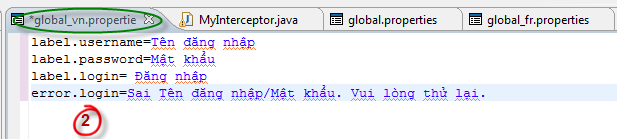 *global_vn.propertie MyInterceptor.java global.properties global_fr.propertie
label.username=Tên đăng nhập
label.password=Mật khẩu
label.login= Đăng nhập
error.login=Sai Tên đăng nhập/Mật khẩu. Vui lòng thử lại.
2